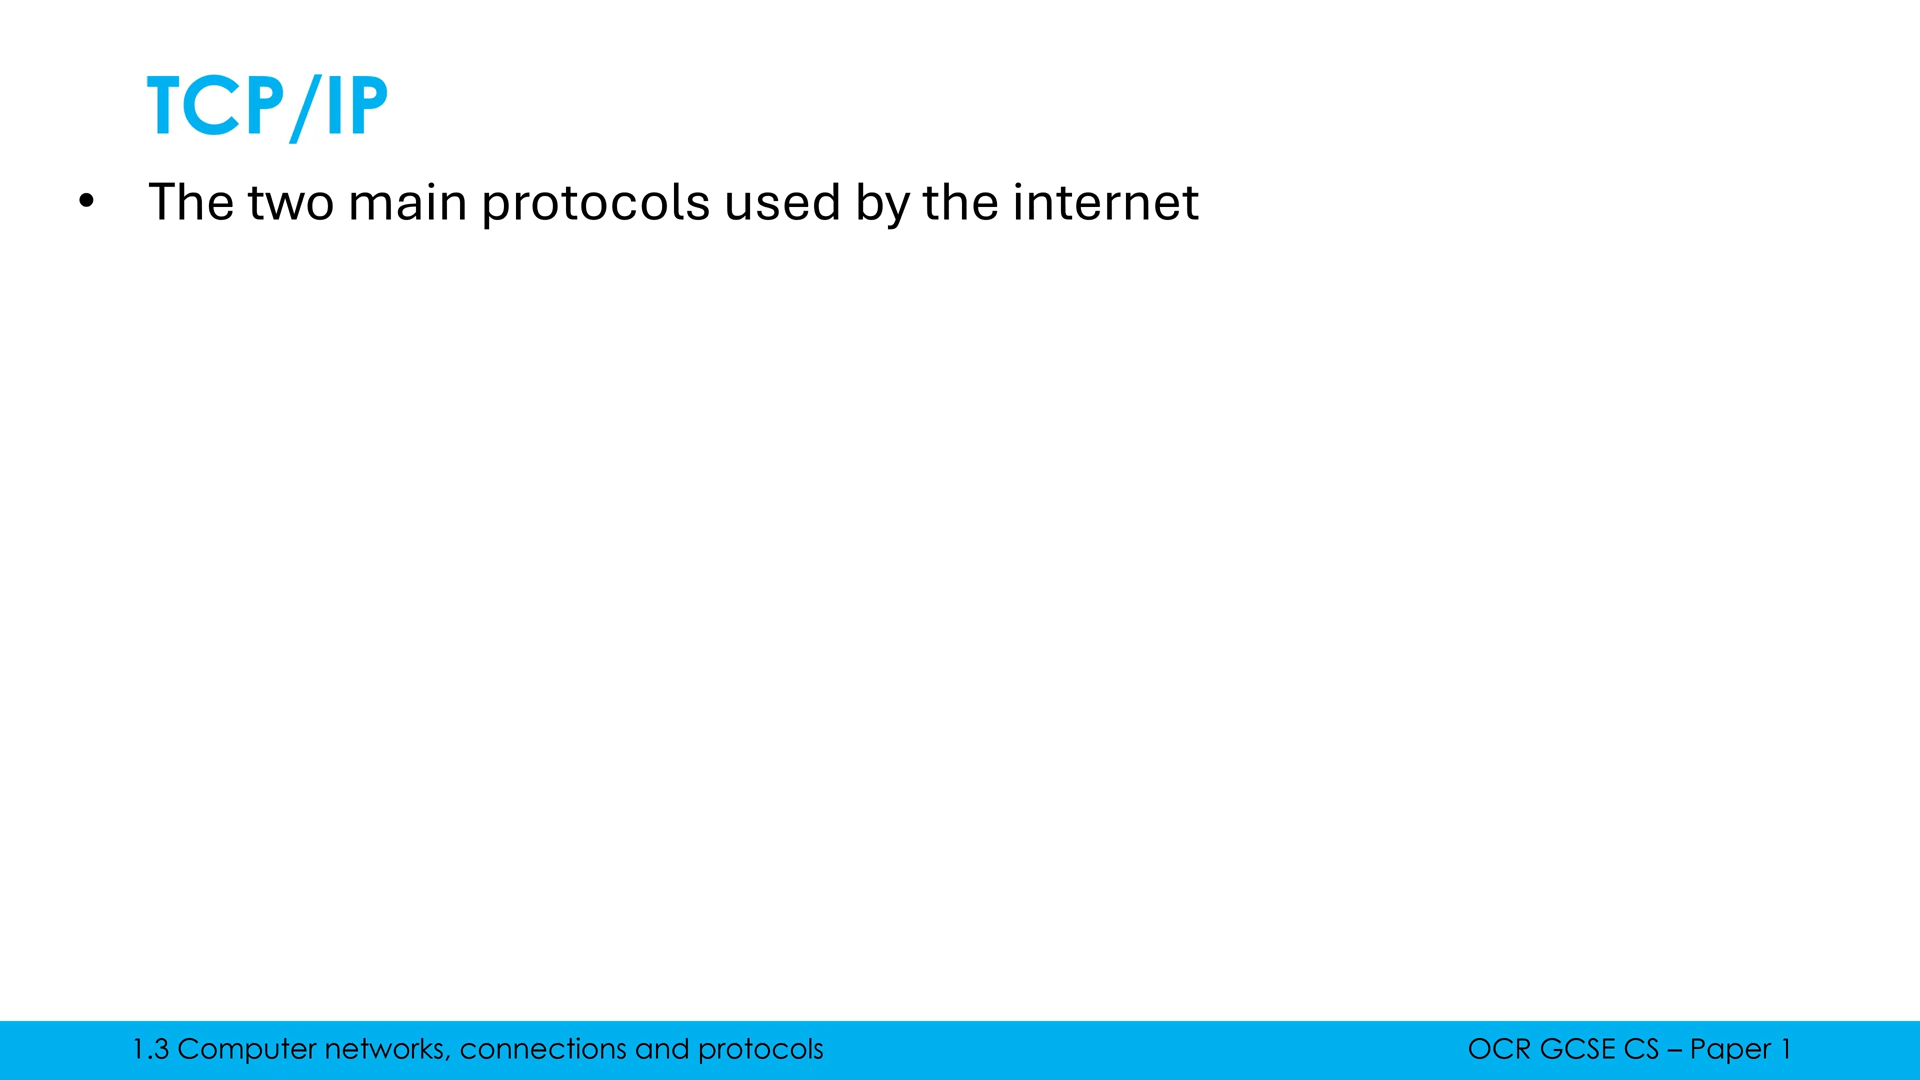 TCP/IP
• The two main protocols used by the internet
1.3 Computer networks, connections and protocols
OCR GCSE CS – Paper 1